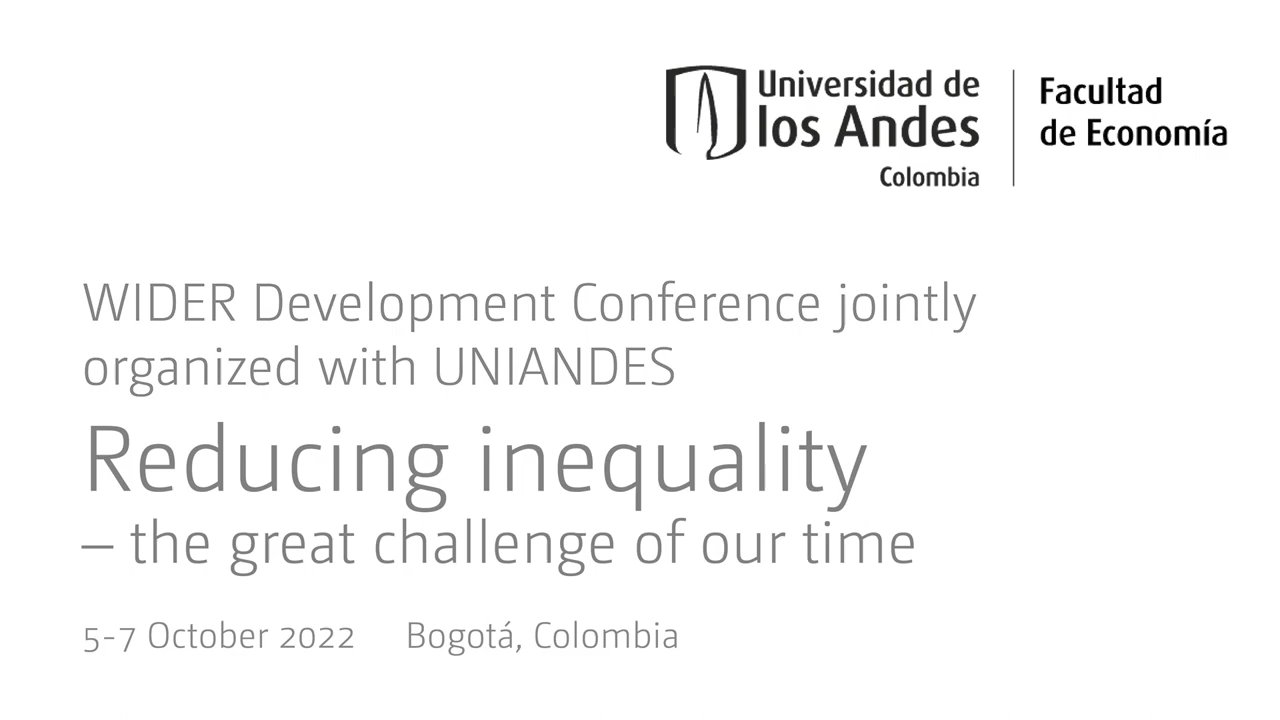 Universidad de
los Andes
Colombia
Facultad
de Economía
WIDER Development Conference jointly
organized with UNIANDES
Reducing inequality
– the great challenge of our time
5-7 October 2022 Bogotá, Colombia